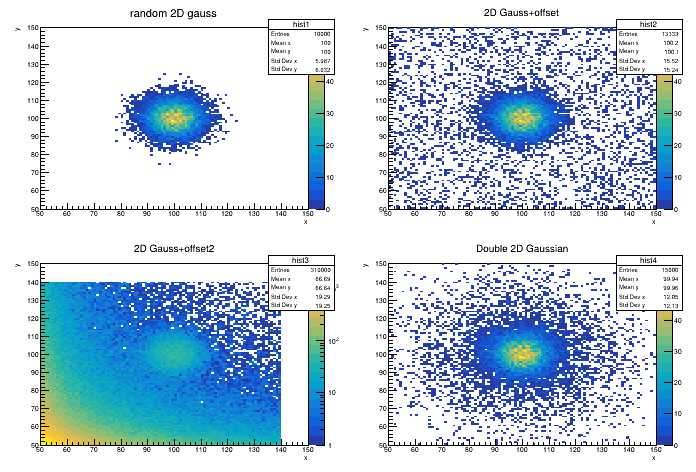 random 2D gauss
hist1
Entries 10000
Mean x 100
Mean y 100
Std Dev x 5.987
Std Dev y 6.032
y
150
140
130
120
110
100
90
80
70
60
50
50 60 70 80 90 100 110 120 130 140 150
x
40
30
20
10
0
2D Gauss+offset
hist2
Entries 13333
Mean x 100.2
Mean y 100.1
Std Dev x 15.52
Std Dev y 15.24
y
150
140
130
120
110
100
90
80
70
60
50
50 60 70 80 90 100 110 120 130 140 150
x
40
30
20
10
0
2D Gauss+offset2
hist3
Entries 310000
Mean x 66.69
Mean y 66.64
Std Dev x 19.29
Std Dev y 19.25
y
150
140
130
120
110
100
90
80
70
60
50
50 60 70 80 90 100 110 120 130 140 150
x
3
10²
10
1
Double 2D Gaussian
hist4
Entries 15000
Mean x 99.94
Mean y 99.96
Std Dev x 12.05
Std Dev y 12.13
y
150
140
130
120
110
100
90
80
70
60
50
50 60 70 80 90 100 110 120 130 140 150
x
40
30
20
10
0